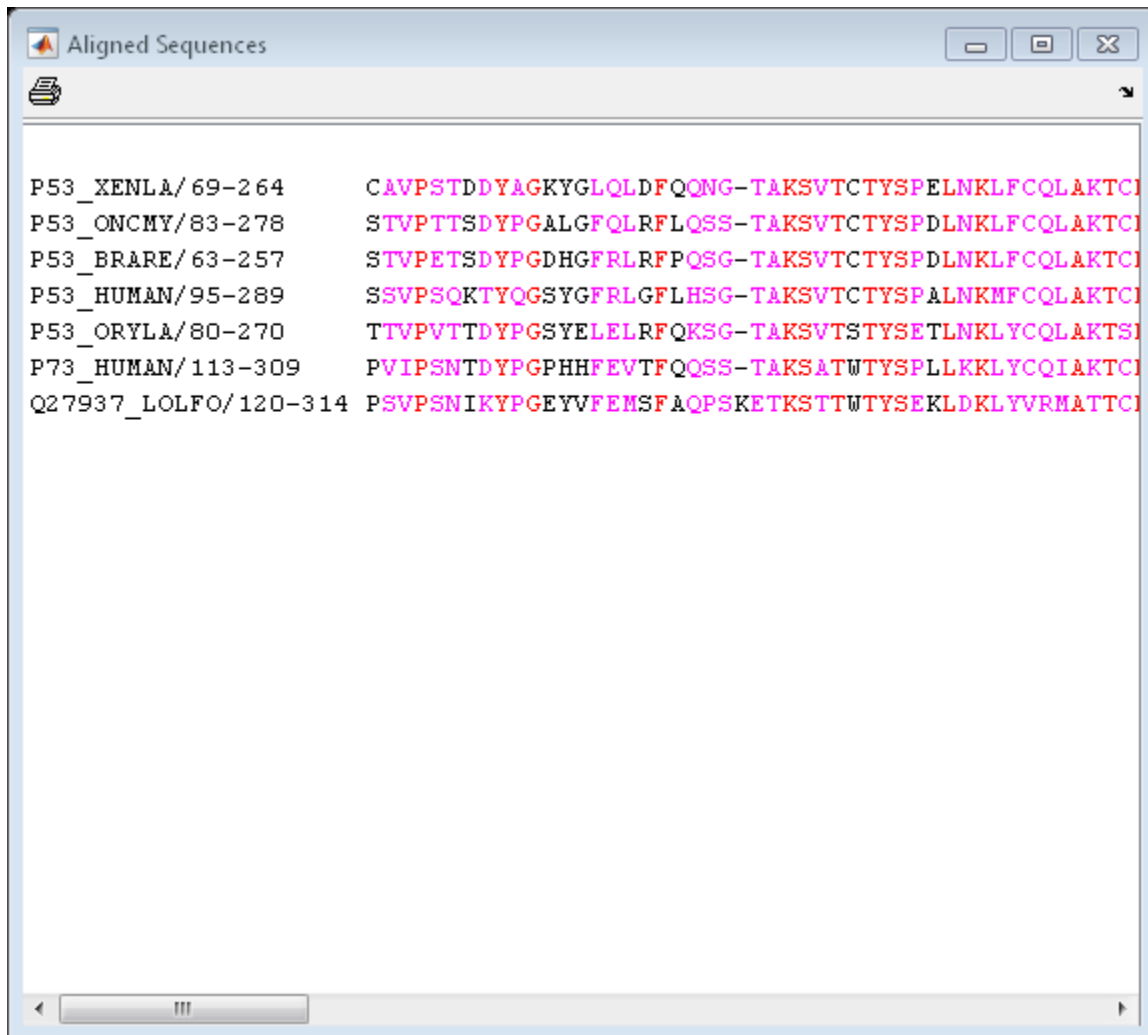 Aligned Sequences
P53_XENLA/69-264 CAVPSTDDYAGKYGLQLDFQQNG-TAKSVTCTYSPELNKLFCQLAKTC
P53_ONCMY/83-278 STVPTTSDYPGALGFQLRFLQSS-TAKSVTCTYSPDLNKLFCQLAKTC
P53_BRARE/63-257 STVPETSDYPGDHGFRLRFPQSG-TAKSVTCTYSPDLNKLFCQLAKTC
P53_HUMAN/95-289 SSVPSQKTYQGSYGFRLGFLHSG-TAKSVTCTYSPALNKMFCQLAKTC
P53_ORYLA/80-270 TTVPVTTDYPGSYELELRFQKSG-TAKSVTSTYSETLNKLYCQLAKTS
P73_HUMAN/113-309 PVIPSNTDYPGPHHFEVTFQQSS-TAKSATWTYSPLLKKLYCQIAKTC
Q27937_LOLFO/120-314 PSVPSNIKYPGEYVFEMSFAQPSKETKSTTWTYSEKLDKLYVRMATTC